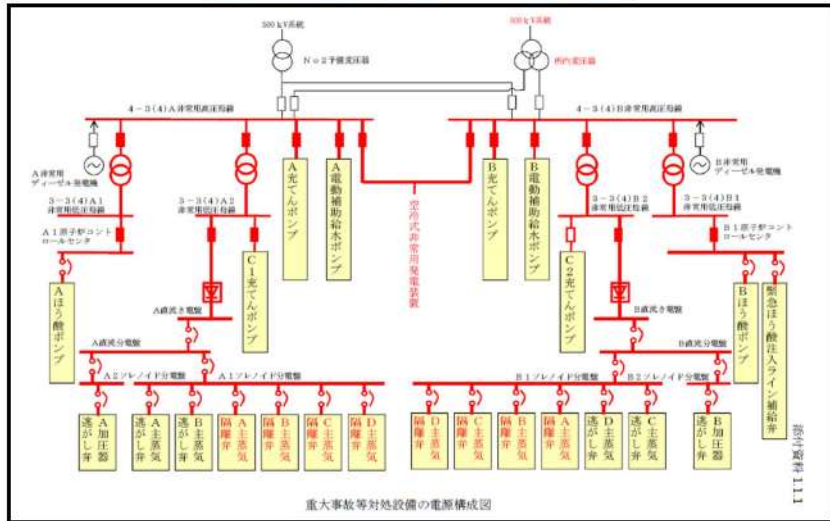 500kV系統
500kV系統
No2予備変圧器
所内変圧器
4-3(4)A非常用高圧母線
4-3(4)B非常用高圧母線
A非常用
ディーゼル発電機
B非常用
ディーゼル発電機
A充てんポンプ
A電動補助給水ポンプ
B充てんポンプ
B電動補助給水ポンプ
空冷式非常用発電装置
3-3(4)A1
非常用低圧母線
3-3(4)A2
非常用低圧母線
3-3(4)B2
非常用低圧母線
3-3(4)B1
非常用低圧母線
A1原子炉コント
ロールセンタ
B1原子炉コント
ロールセンタ
C1充てんポンプ
C2充てんポンプ
Aほう酸ポンプ
Bほう酸ポンプ
緊急ほう酸注入ライン補給弁
A直流き電盤
B直流き電盤
A直流分電盤
B直流分電盤
A2ソレノイド分電盤
A1ソレノイド分電盤
B1ソレノイド分電盤
B2ソレノイド分電盤
A加圧器
逃がし弁
A主蒸気
逃がし弁
B主蒸気
逃がし弁
A主蒸気
隔離弁
B主蒸気
隔離弁
C主蒸気
隔離弁
D主蒸気
隔離弁
D主蒸気
隔離弁
C主蒸気
隔離弁
B主蒸気
隔離弁
A主蒸気
隔離弁
D主蒸気
逃がし弁
C主蒸気
逃がし弁
B加圧器
逃がし弁
添付資料 1.1.1
重大事故等対処設備の電源構成図